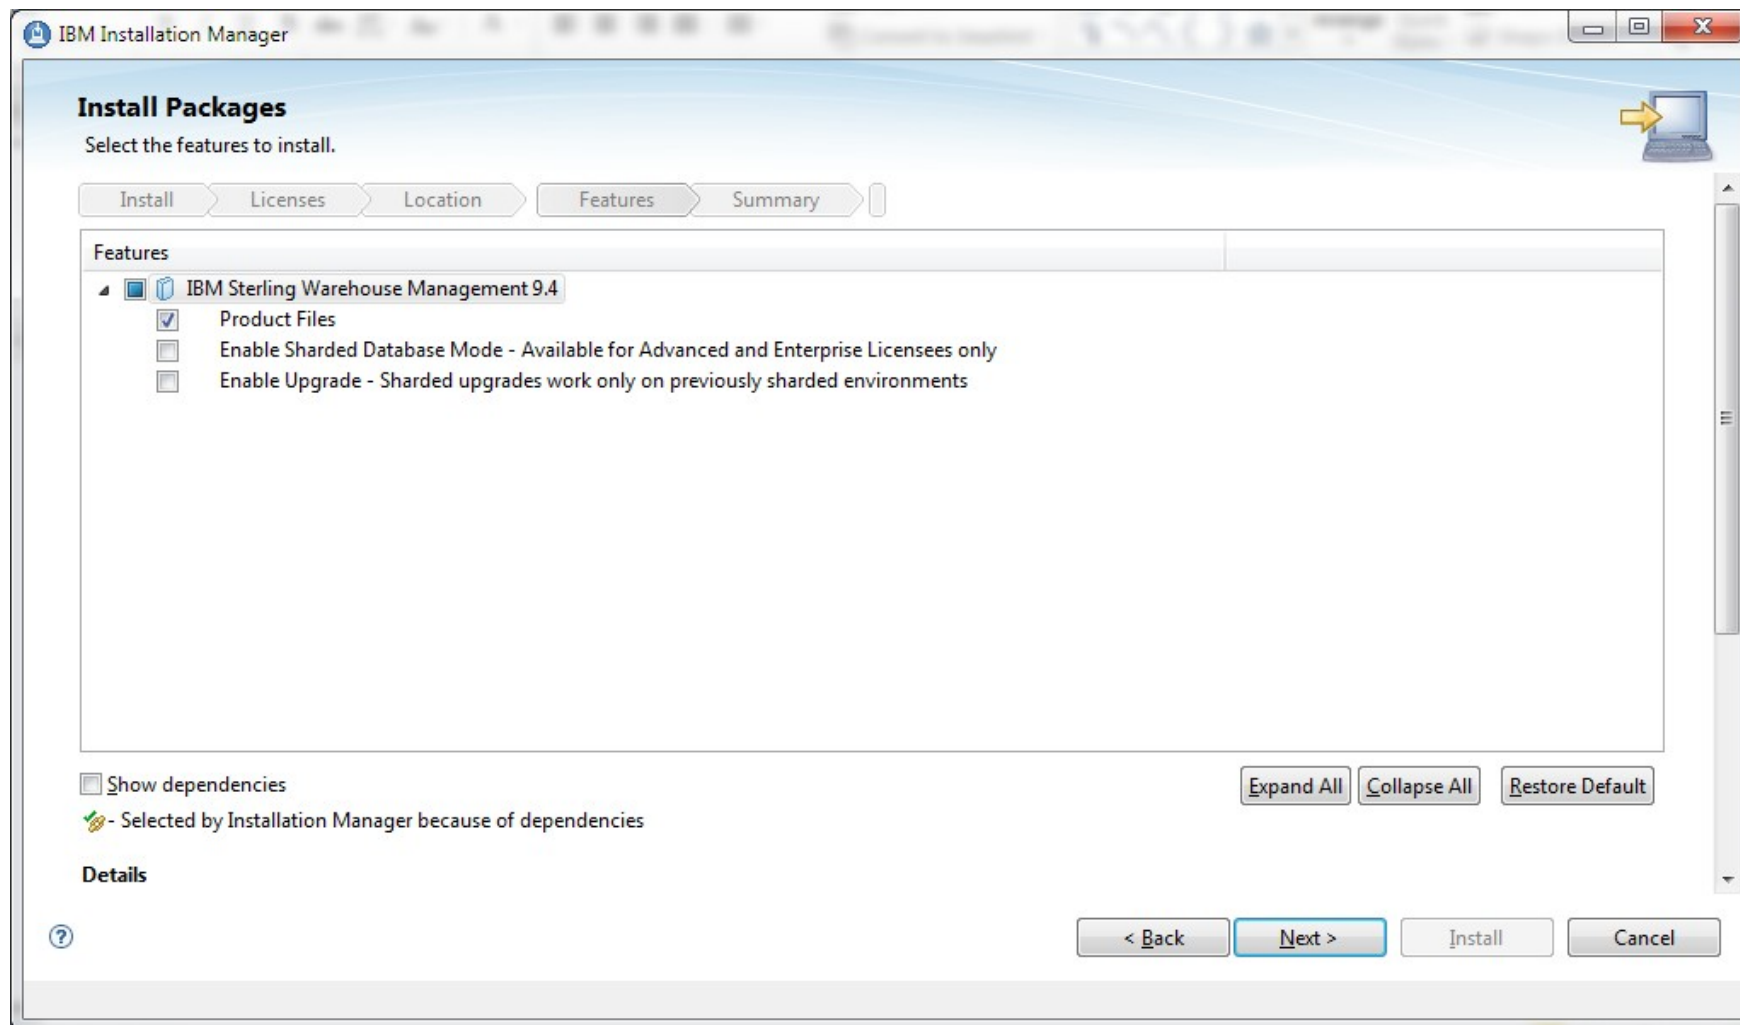 IBM Installation Manager
Install Packages
Select the features to install.
Install Licenses Location Features Summary
Features
IBM Sterling Warehouse Management 9.4
Product Files
Enable Sharded Database Mode - Available for Advanced and Enterprise Licensees only
Enable Upgrade - Sharded upgrades work only on previously sharded environments
Show dependencies Expand All Collapse All Restore Default
- Selected by Installation Manager because of dependencies
Details
? < Back Next > Install Cancel